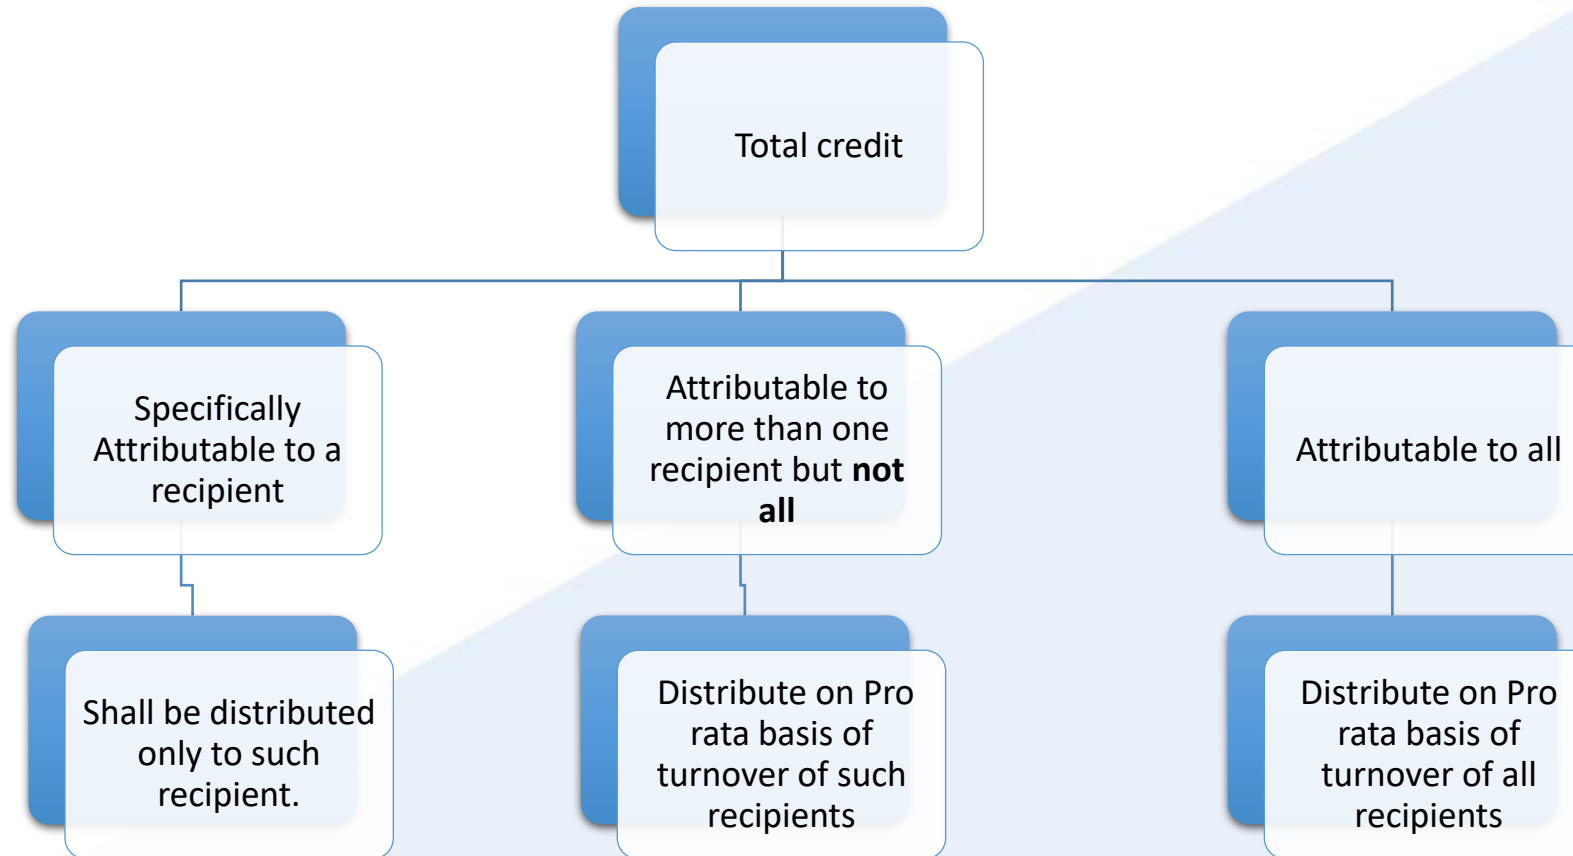 Total credit
Specifically
Attributable to a
recipient
Attributable to
more than one
recipient but not
all
Attributable to all
Shall be distributed
only to such
recipient.
Distribute on Pro
rata basis of
turnover of such
recipients
Distribute on Pro
rata basis of
turnover of all
recipients